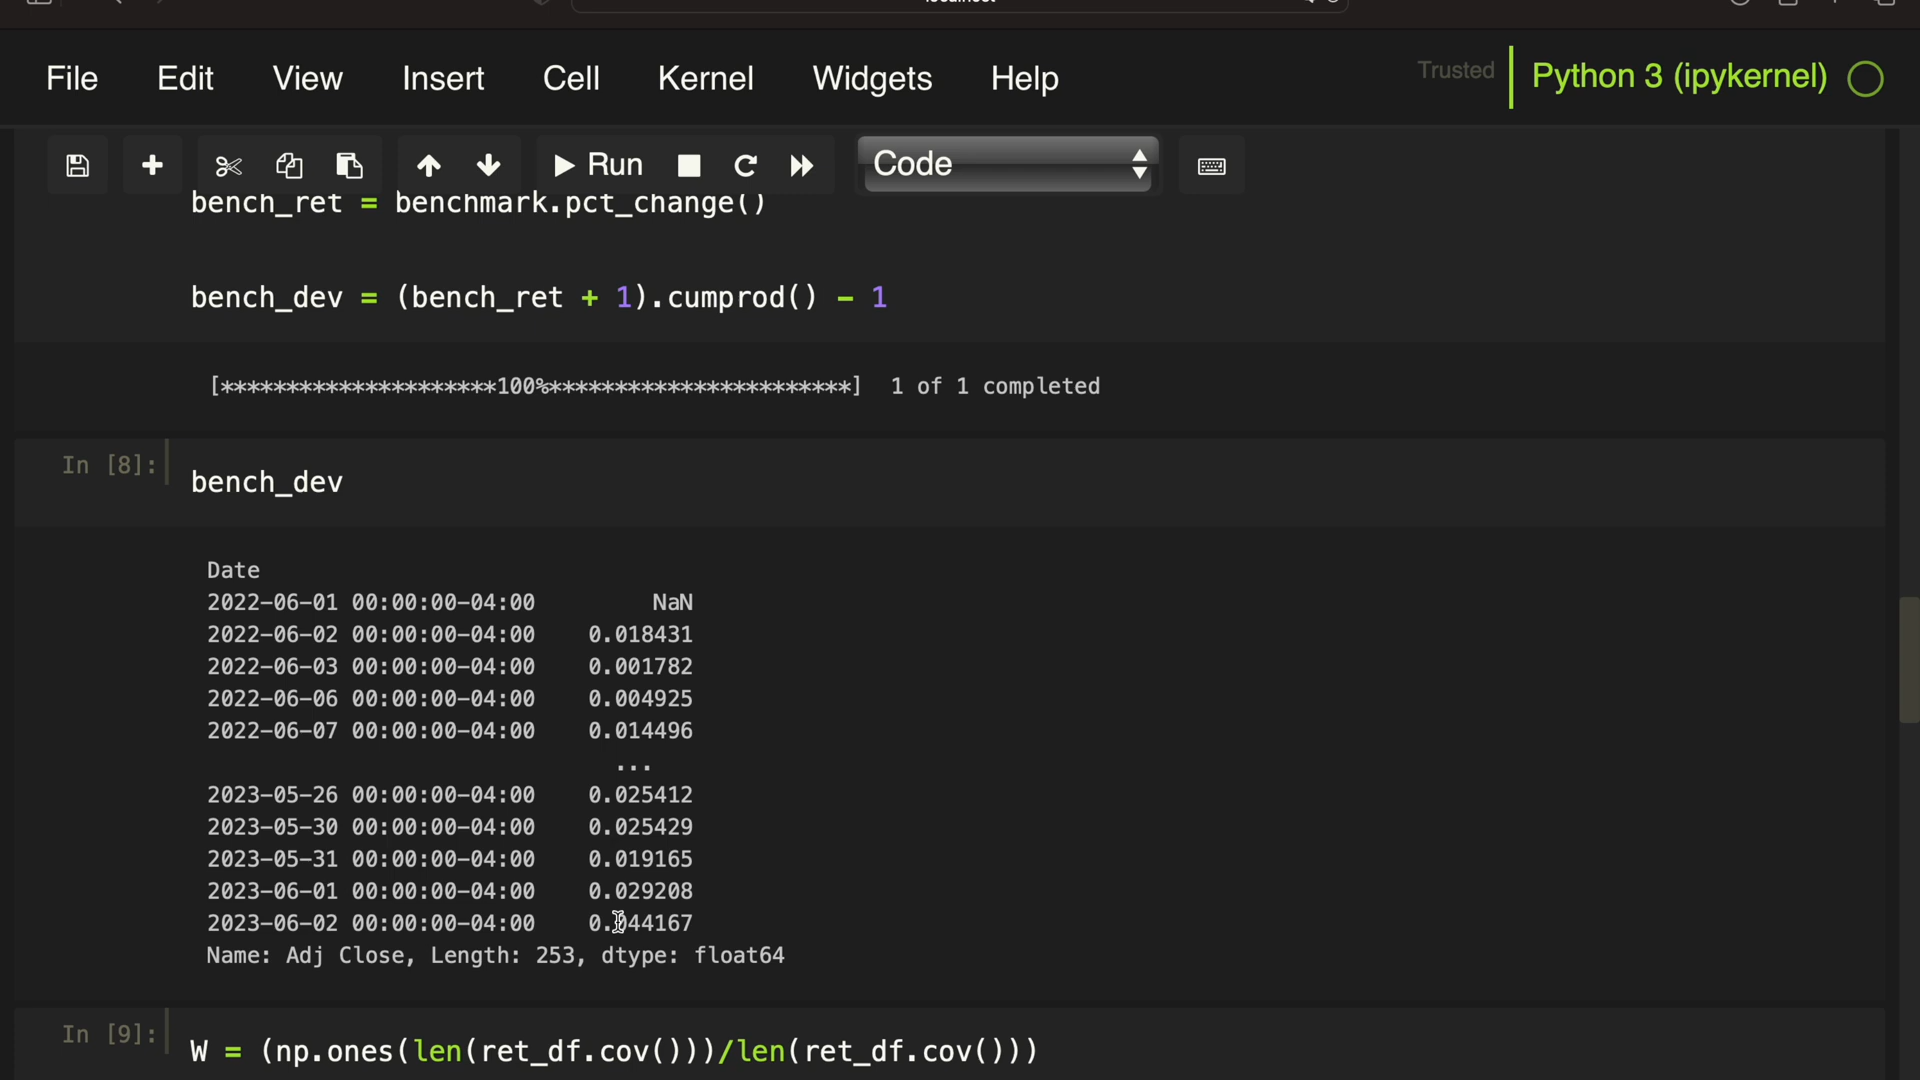 localhost
File Edit View Insert Cell Kernel Widgets Help Trusted Python 3 (ipykernel)
Run Code
bench_ret = benchmark.pct_change()
bench_dev = (bench_ret + 1).cumprod() - 1
[*********************100%***********************] 1 of 1 completed
In [8]: bench_dev
Date
2022-06-01 00:00:00-04:00 NaN
2022-06-02 00:00:00-04:00 0.018431
2022-06-03 00:00:00-04:00 0.001782
2022-06-06 00:00:00-04:00 0.004925
2022-06-07 00:00:00-04:00 0.014496
...
2023-05-26 00:00:00-04:00 0.025412
2023-05-30 00:00:00-04:00 0.025429
2023-05-31 00:00:00-04:00 0.019165
2023-06-01 00:00:00-04:00 0.029208
2023-06-02 00:00:00-04:00 0.044167
Name: Adj Close, Length: 253, dtype: float64
In [9]: W = (np.ones(len(ret_df.cov()))/len(ret_df.cov()))